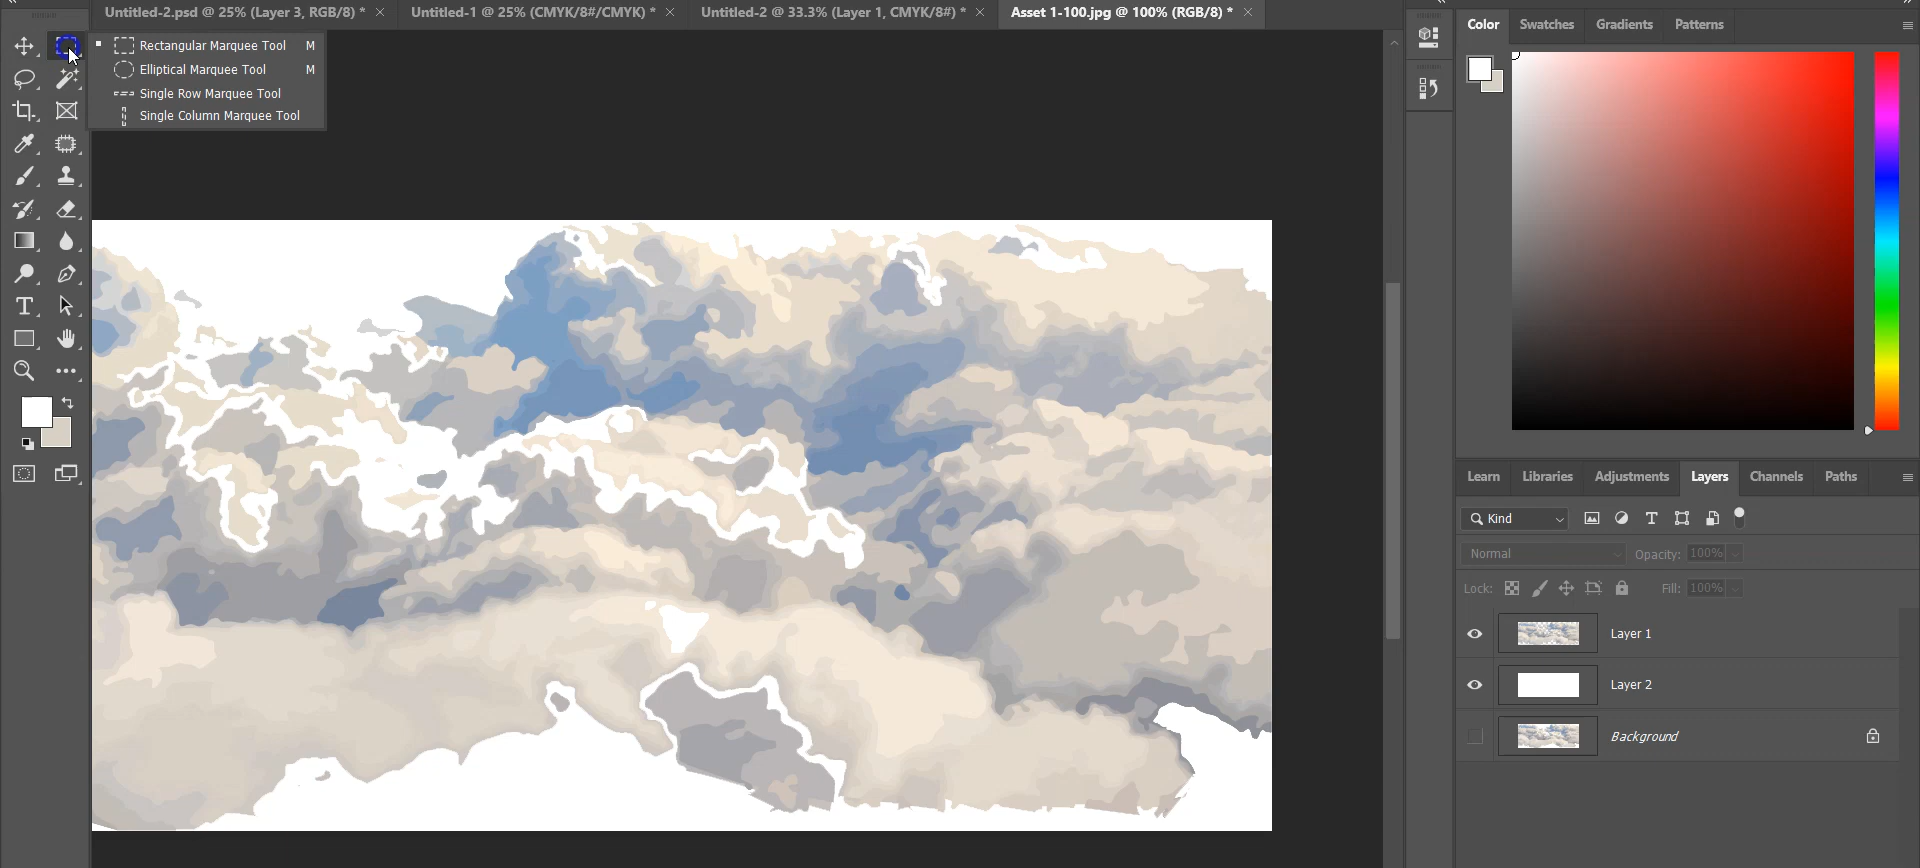 Untitled-2.psd @ 25% (Layer 3, RGB/8) *
Untitled-1 @ 25% (CMYK/8#/CMYK) *
Untitled-2 @ 33.3% (Layer 1, CMYK/8#) *
Asset 1-100.jpg @ 100% (RGB/8) *
Rectangular Marquee Tool M
Elliptical Marquee Tool M
Single Row Marquee Tool
Single Column Marquee Tool
Color
Swatches
Gradients
Patterns
Learn
Libraries
Adjustments
Layers
Channels
Paths
Kind
Normal
Opacity: 100%
Lock:
Fill: 100%
Layer 1
Layer 2
Background